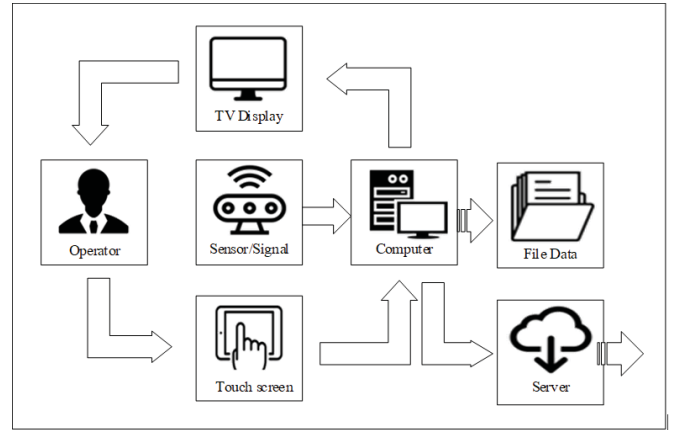 TV Display
Operator
Sensor/Signal
Computer
File Data
Touch screen
Server